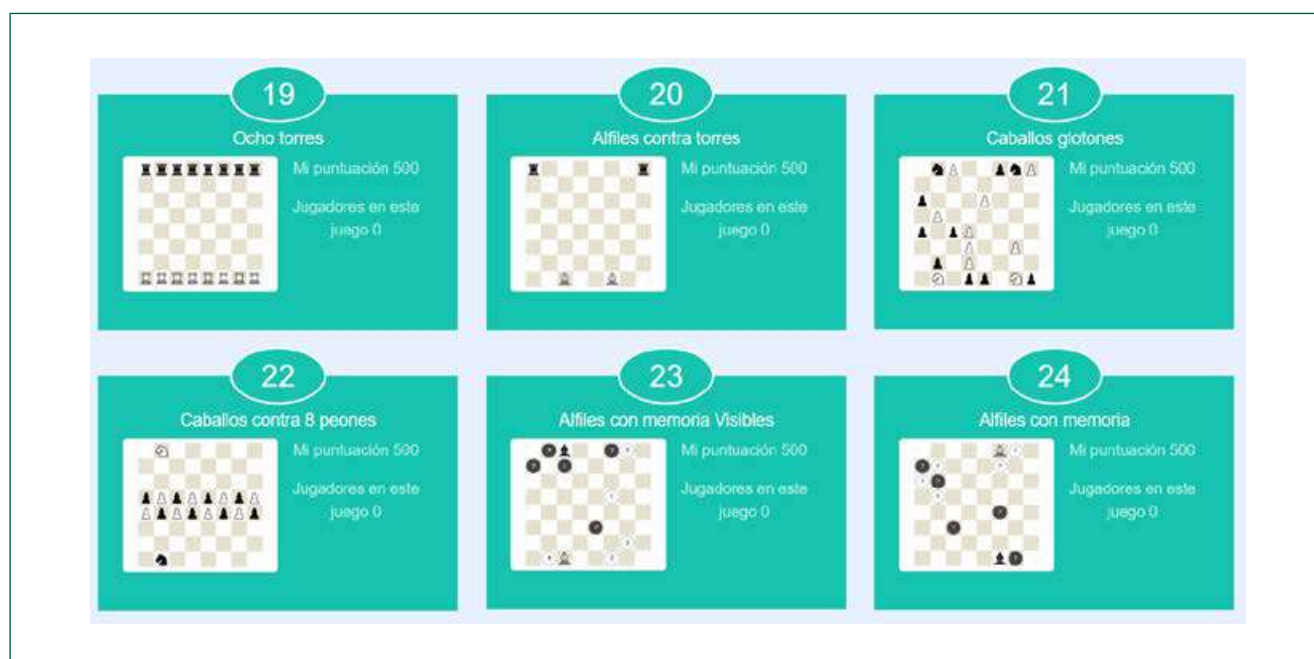 19
Ocho torres
Mi puntuación 500
Jugadores en este
juego 0
20
Alfiles contra torres
Mi puntuación 500
Jugadores en este
juego 0
21
Caballos glotones
Mi puntuación 500
Jugadores en este
juego 0
22
Caballos contra 8 peones
Mi puntuación 500
Jugadores en este
juego 0
23
Alfiles con memoria Visibles
Mi puntuación 500
Jugadores en este
juego 0
24
Alfiles con memoria
Mi puntuación 500
Jugadores en este
juego 0